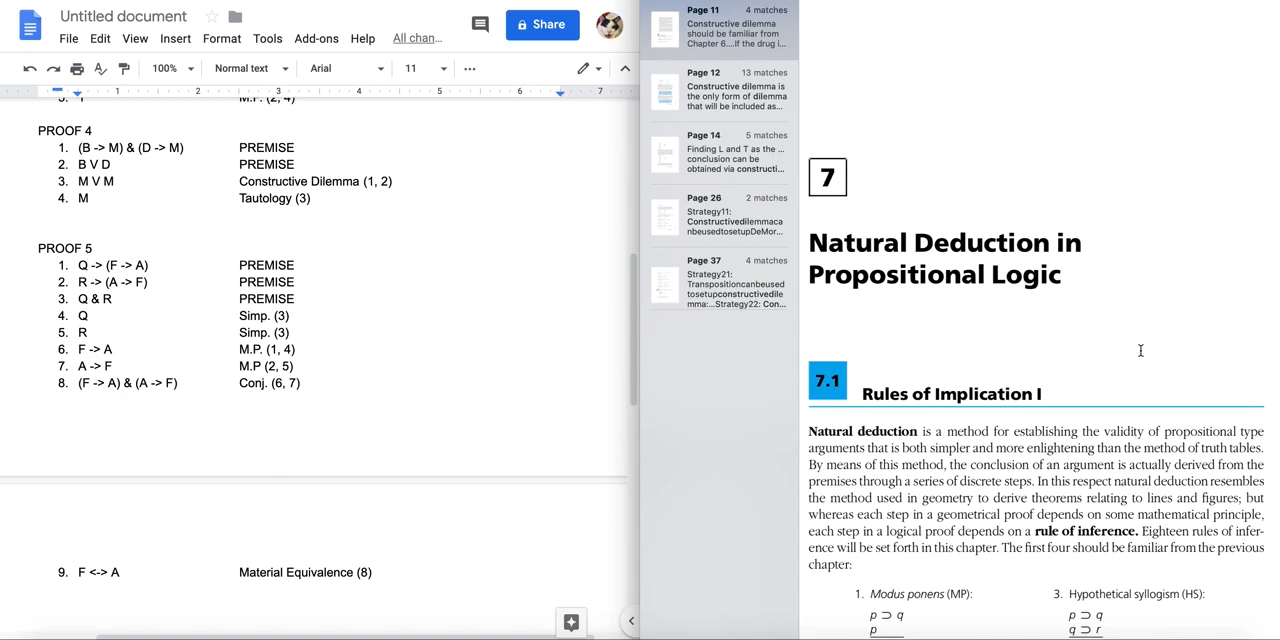 Untitled document
File Edit View Insert Format Tools Add-ons Help All chan...
Share
100% Normal text Arial 11
1 2 3 4 5 6 7
M.P. (2, 4)
PROOF 4
1. (B -> M) & (D -> M) PREMISE
2. B V D PREMISE
3. M V M Constructive Dilemma (1, 2)
4. M Tautology (3)
PROOF 5
1. Q -> (F -> A) PREMISE
2. R -> (A -> F) PREMISE
3. Q & R PREMISE
4. Q Simp. (3)
5. R Simp. (3)
6. F -> A M.P. (1, 4)
7. A -> F M.P (2, 5)
8. (F -> A) & (A -> F) Conj. (6, 7)
9. F <-> A Material Equivalence (8)
Page 11 4 matches
Constructive dilemma
should be familiar from
Chapter 6....If the drug i...
Page 12 13 matches
Constructive dilemma is
the only form of dilemma
that will be included as...
Page 14 5 matches
Finding L and T as the ...
conclusion can be
obtained via constructi...
Page 26 2 matches
Strategy11:
Constructivedilemmaca
nbeusedtosetupDeMor...
Page 37 4 matches
Strategy21:
Transpositioncanbeused
tosetupconstructivedile
mma:...Strategy22: Con...
7
Natural Deduction in
Propositional Logic
7.1 Rules of Implication I
Natural deduction is a method for establishing the validity of propositional type
arguments that is both simpler and more enlightening than the method of truth tables.
By means of this method, the conclusion of an argument is actually derived from the
premises through a series of discrete steps. In this respect natural deduction resembles
the method used in geometry to derive theorems relating to lines and figures; but
whereas each step in a geometrical proof depends on some mathematical principle,
each step in a logical proof depends on a rule of inference. Eighteen rules of infer-
ence will be set forth in this chapter. The first four should be familiar from the previous
chapter:
1. Modus ponens (MP): 3. Hypothetical syllogism (HS):
p ⊃ q p ⊃ q
p q ⊃ r